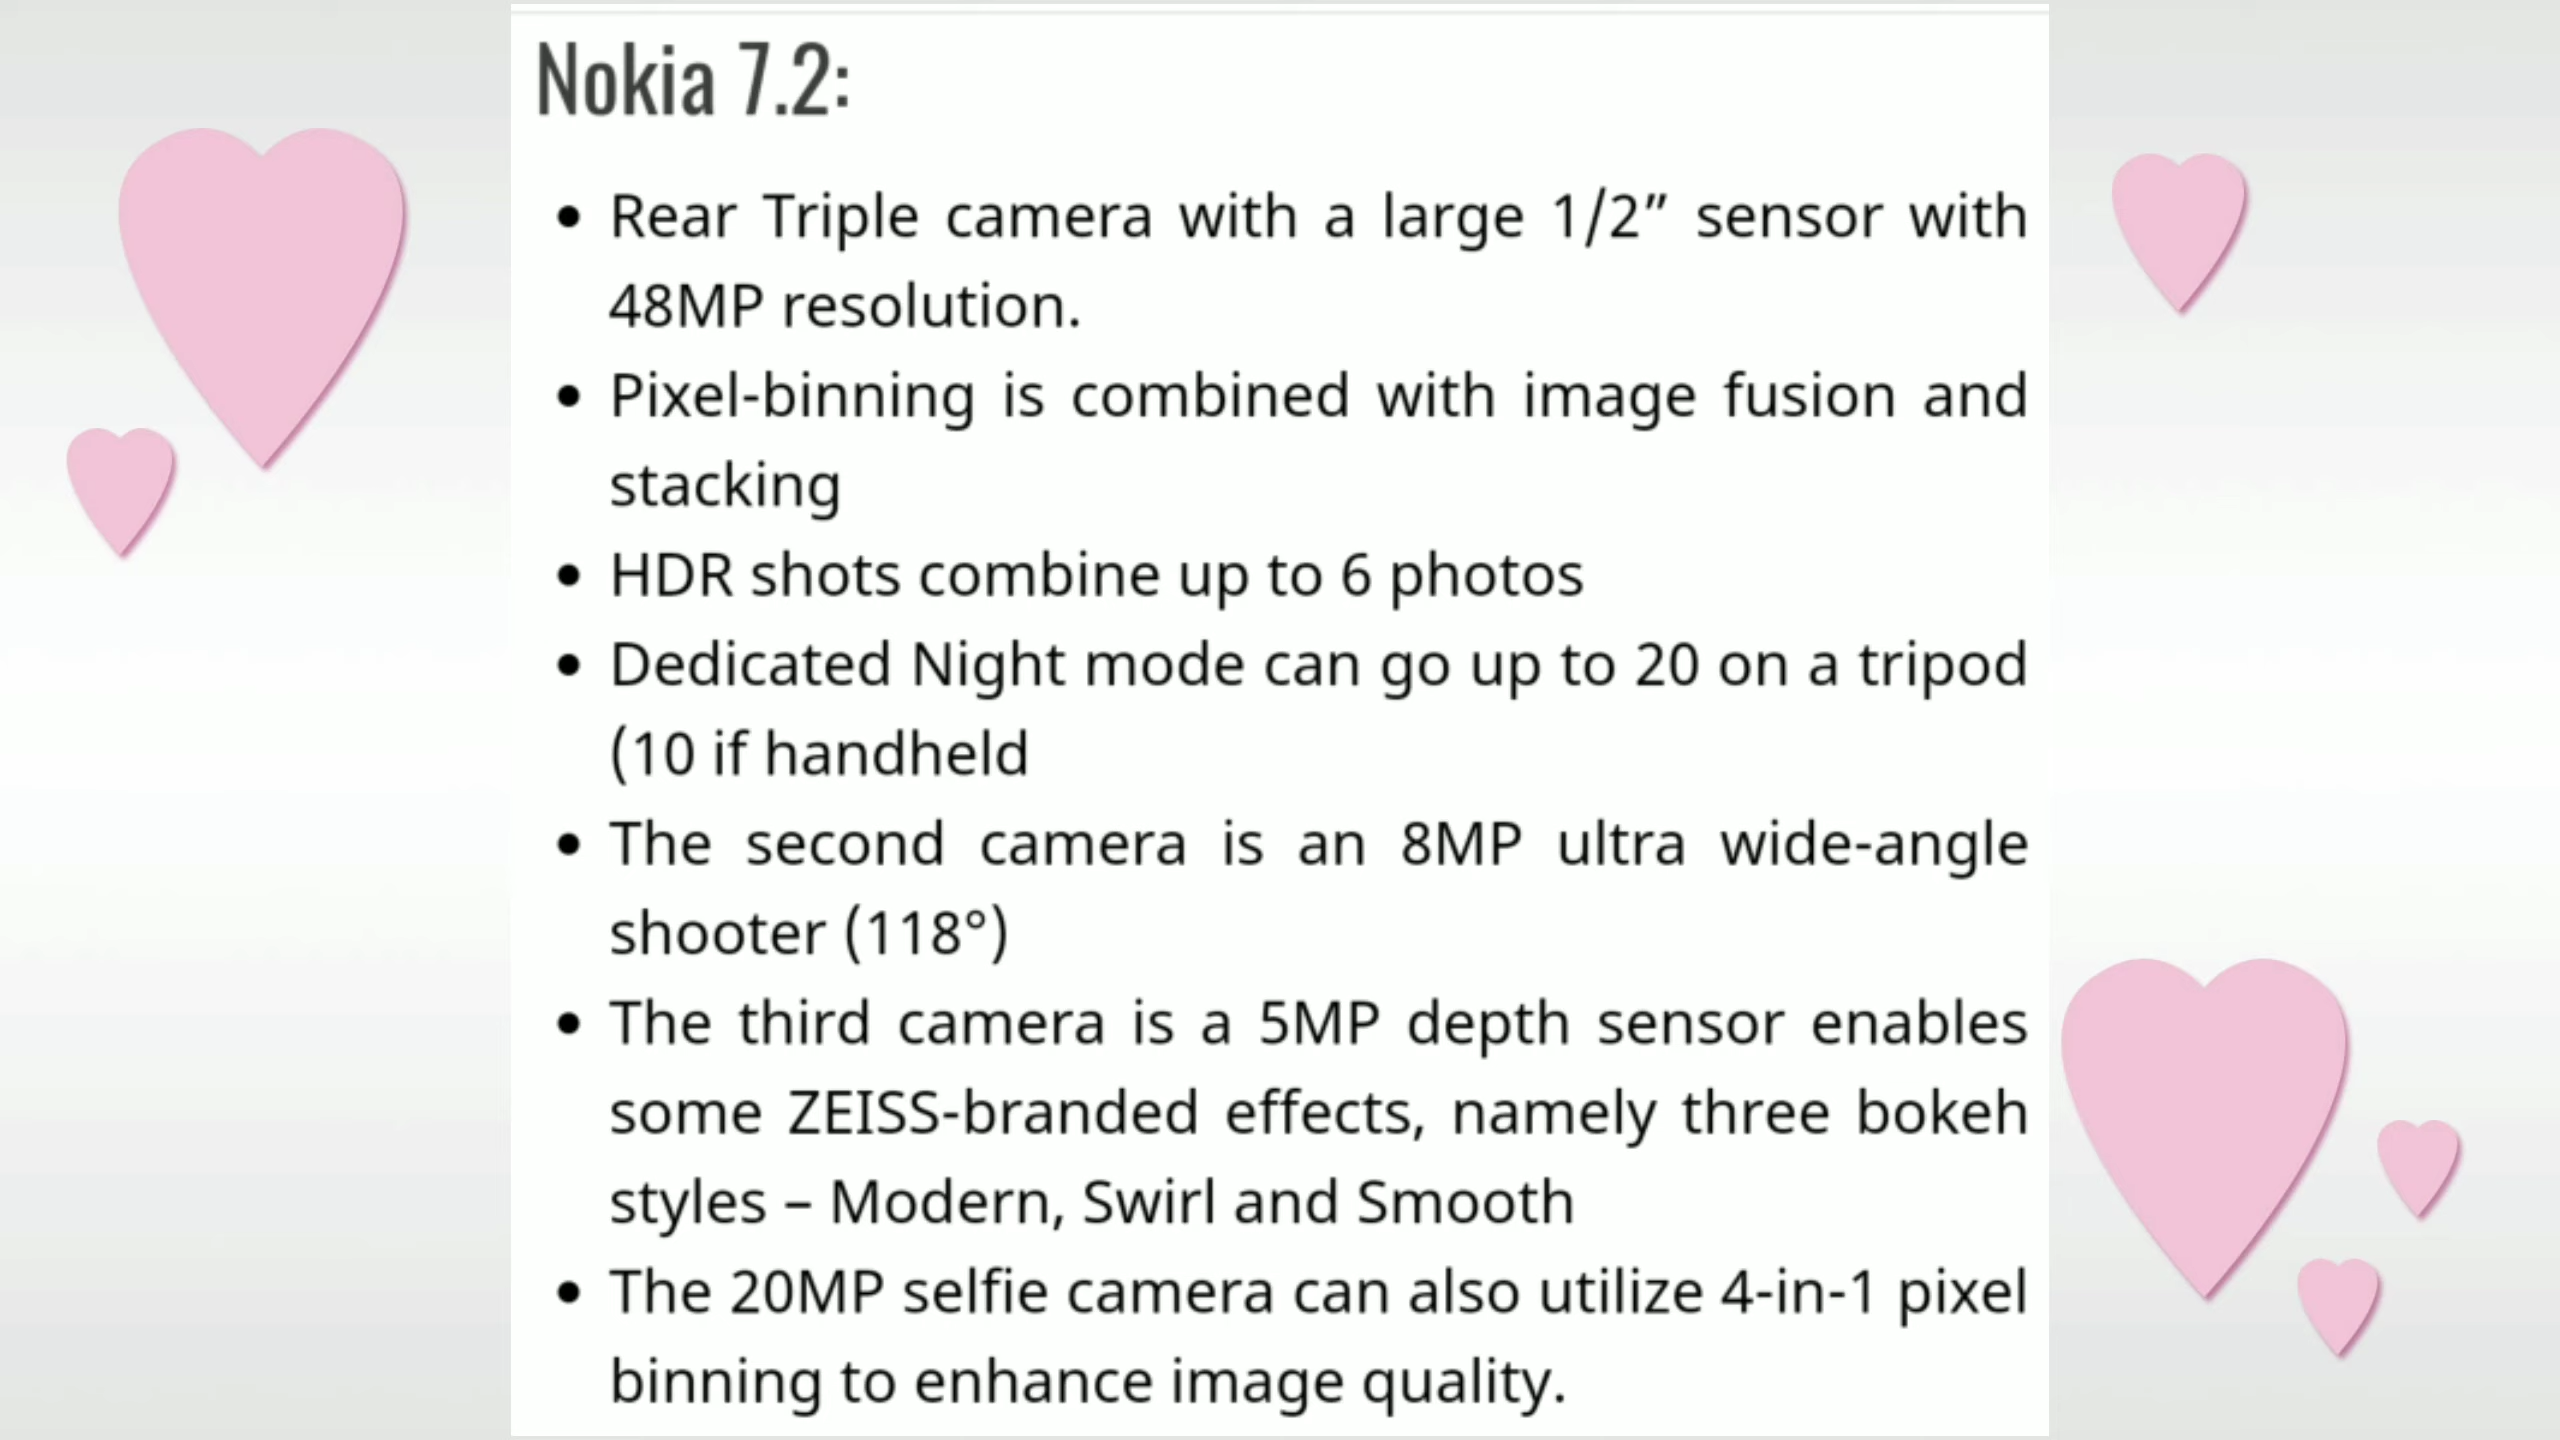 Nokia 7.2:
• Rear Triple camera with a large 1/2” sensor with
48MP resolution.
• Pixel-binning is combined with image fusion and
stacking
• HDR shots combine up to 6 photos
• Dedicated Night mode can go up to 20 on a tripod
(10 if handheld
• The second camera is an 8MP ultra wide-angle
shooter (118°)
• The third camera is a 5MP depth sensor enables
some ZEISS-branded effects, namely three bokeh
styles – Modern, Swirl and Smooth
• The 20MP selfie camera can also utilize 4-in-1 pixel
binning to enhance image quality.